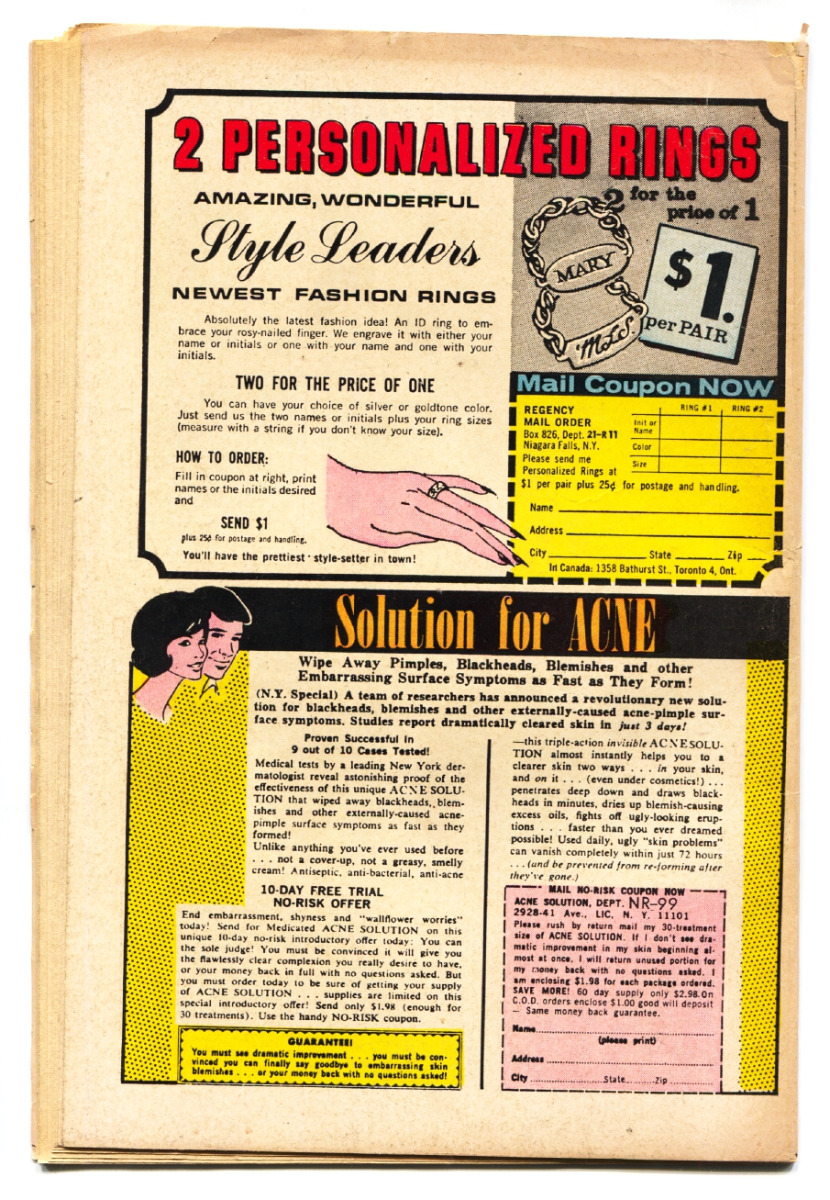 2 PERSONALIZED RINGS
AMAZING, WONDERFUL
Style Leaders
NEWEST FASHION RINGS
Absolutely the latest fashion idea! An ID ring to em-
brace your rosy-nailed finger. We engrave it with either your
name or initials or one with your name and one with your
initials.
TWO FOR THE PRICE OF ONE
You can have your choice of silver or goldtone color.
Just send us the two names or initials plus your ring sizes
(measure with a string if you don't know your size).
HOW TO ORDER:
Fill in coupon at right, print
names or the initials desired
and
SEND $1
plus 25¢ for postage and handling.
You'll have the prettiest style-setter in town!
2 for the
price of 1
MARY
M.L.S.
$1.
per PAIR
Mail Coupon NOW
REGENCY
MAIL ORDER
Box 826, Dept. 21-R11
Niagara Falls, N.Y.
Please send me
Personalized Rings at
$1 per pair plus 25¢ for postage and handling.
RING #1 RING #2
Init or
Name
Color
Size
Name
Address
City State Zip
In Canada: 1358 Bathurst St., Toronto 4, Ont.
Solution for ACNE
Wipe Away Pimples, Blackheads, Blemishes and other
Embarrassing Surface Symptoms as Fast as They Form!
(N.Y. Special) A team of researchers has announced a revolutionary new solu-
tion for blackheads, blemishes and other externally-caused acne-pimple sur-
face symptoms. Studies report dramatically cleared skin in just 3 days!
Proven Successful in
9 out of 10 Cases Tested!
Medical tests by a leading New York der-
matologist reveal astonishing proof of the
effectiveness of this unique ACNE SOLU-
TION that wiped away blackheads, blem-
ishes and other externally-caused acne-
pimple surface symptoms as fast as they
formed!
Unlike anything you've ever used before
. . . not a cover-up, not a greasy, smelly
cream! Antiseptic, anti-bacterial, anti-acne
10-DAY FREE TRIAL
NO-RISK OFFER
End embarrassment, shyness and "wallflower worries"
today! Send for Medicated ACNE SOLUTION on this
unique 10-day no-risk introductory offer today: You can
the sole judge! You must be convinced it will give you
the flawlessly clear complexion you really desire to have,
or your money back in full with no questions asked. But
you must order today to be sure of getting your supply
of ACNE SOLUTION . . . supplies are limited on this
special introductory offer! Send only $1.98 (enough for
30 treatments). Use the handy NO-RISK coupon.
GUARANTEE!
You must see dramatic improvement . . . you must be con-
vinced you can finally say goodbye to embarrassing skin
blemishes . . . or your money back with no questions asked!
—this triple-action invisible ACNE SOLU-
TION almost instantly helps you to a
clearer skin two ways . . . in your skin,
and on it . . . (even under cosmetics!) . . .
penetrates deep down and draws black-
heads in minutes, dries up blemish-causing
excess oils, fights off ugly-looking erup-
tions . . . faster than you ever dreamed
possible! Used daily, ugly "skin problems"
can vanish completely within just 72 hours
. . . (and be prevented from re-forming after
they've gone.)
MAIL NO-RISK COUPON NOW
ACNE SOLUTION, DEPT. NR-99
2928-41 Ave., LIC, N. Y. 11101
Please rush by return mail my 30-treatment
size of ACNE SOLUTION. If I don't see dra-
matic improvement in my skin beginning al-
most at once. I will return unused portion for
my money back with no questions asked. I
am enclosing $1.98 for each package ordered.
SAVE MORE! 60 day supply only $2.98. On
C.O.D. orders enclose $1.00 good will deposit
— Same money back guarantee.
Name
(please print)
Address
City State Zip